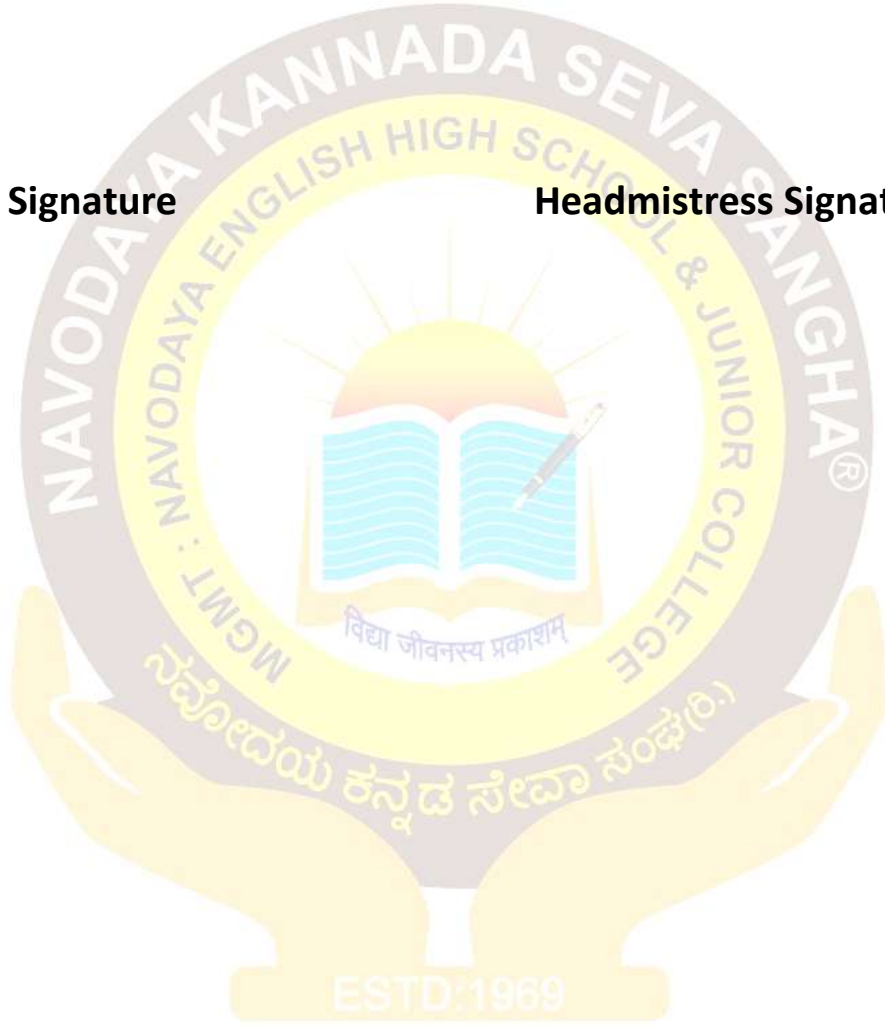 NAVODAYA KANNADA SEVA SANGHA®
MGMT : NAVODAYA ENGLISH HIGH SCHOOL & JUNIOR COLLEGE
Signature Headmistress Signat
विद्या जीवनस्य प्रकाशम्
ನವೋದಯ ಕನ್ನಡ ಸೇವಾ ಸಂಘ(ರಿ.)
ESTD:1969